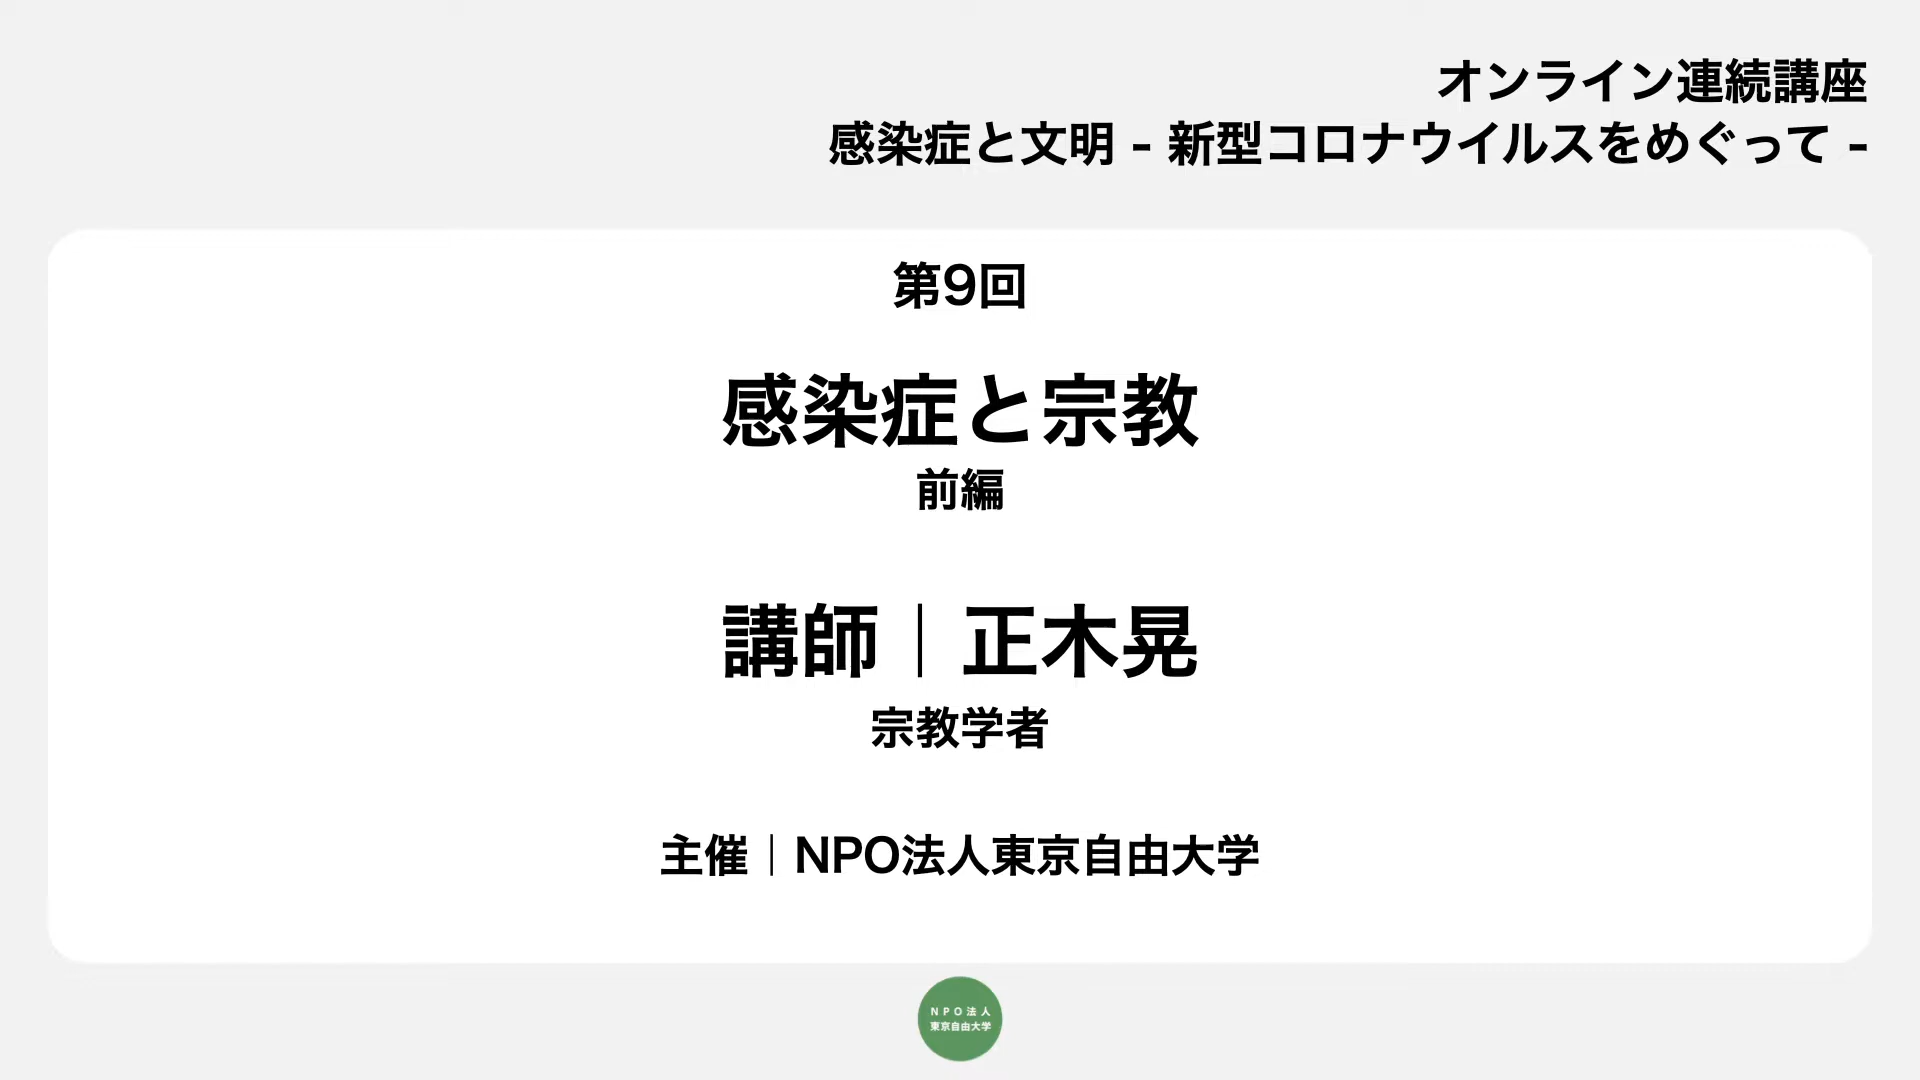 オンライン連続講座
感染症と文明 - 新型コロナウイルスをめぐって -
第9回
感染症と宗教
前編
講師｜正木晃
宗教学者
主催｜NPO法人東京自由大学
NPO法人
東京自由大学